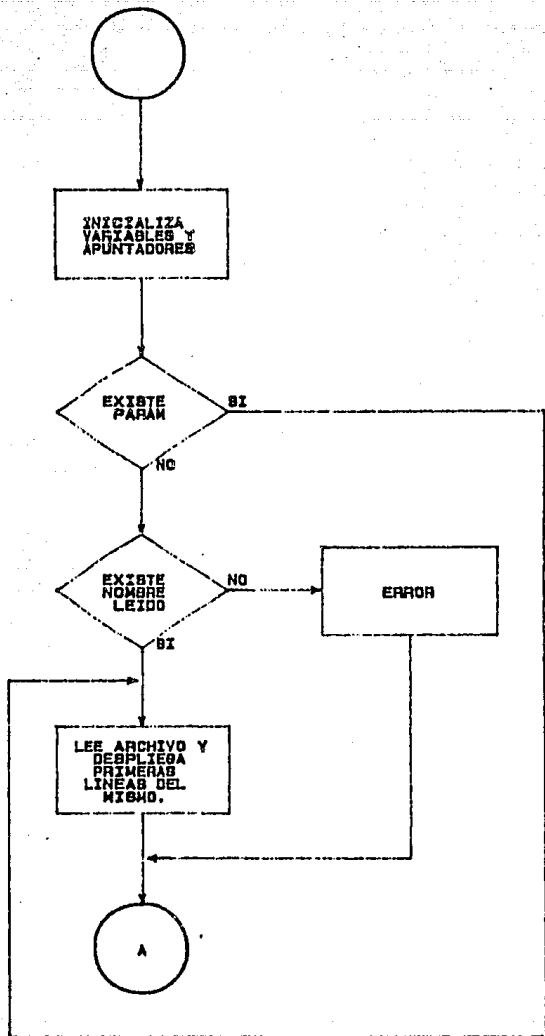 INICIALIZA
VARIABLES Y
APUNTADORES
EXISTE
PARAM
SI
NO
EXISTE
NOMBRE
LEIDO
NO
ERROR
SI
LEE ARCHIVO Y
DESPLIEGA
PRIMERAS
LINEAS DEL
MISMO.
A